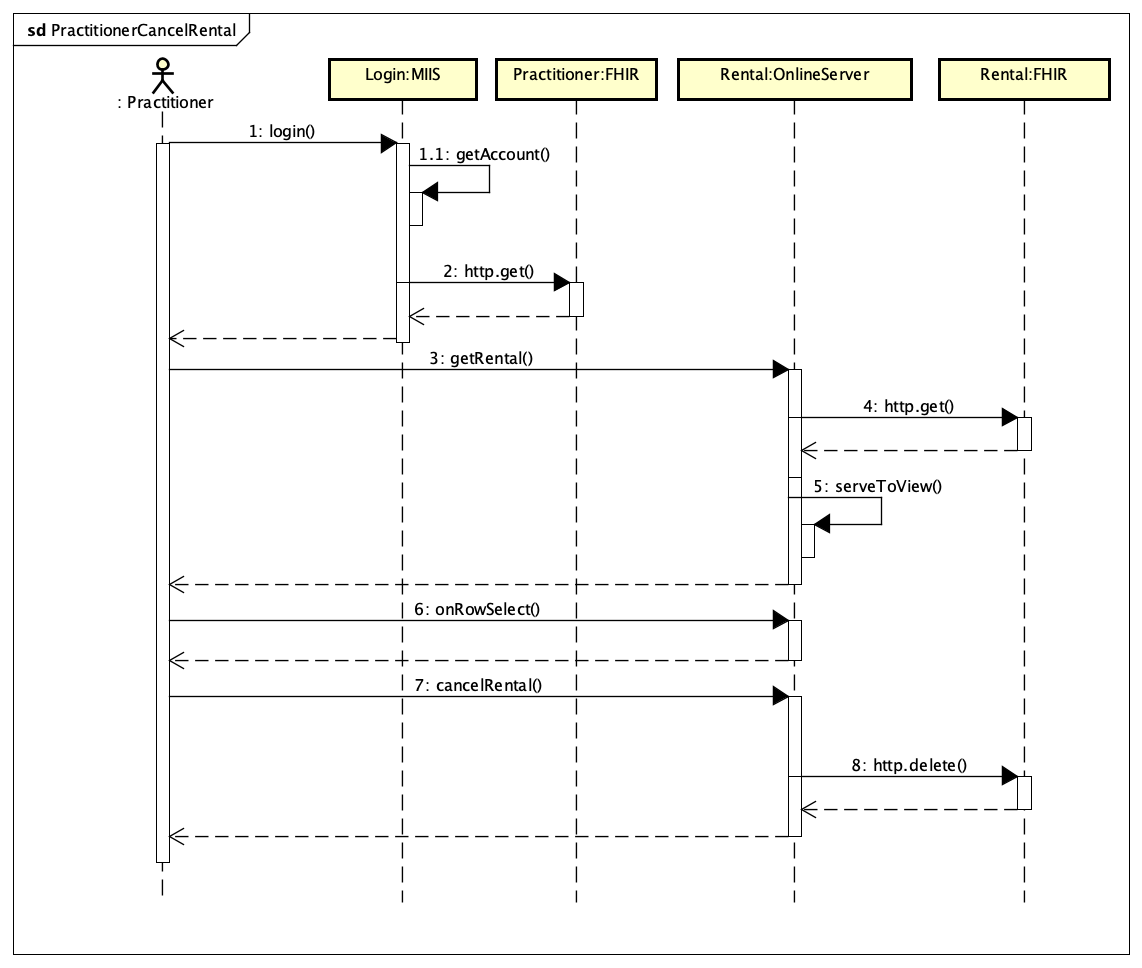 sd PractitionerCancelRental
: Practitioner
Login:MIIS
Practitioner:FHIR
Rental:OnlineServer
Rental:FHIR
1: login()
1.1: getAccount()
2: http.get()
3: getRental()
4: http.get()
5: serveToView()
6: onRowSelect()
7: cancelRental()
8: http.delete()